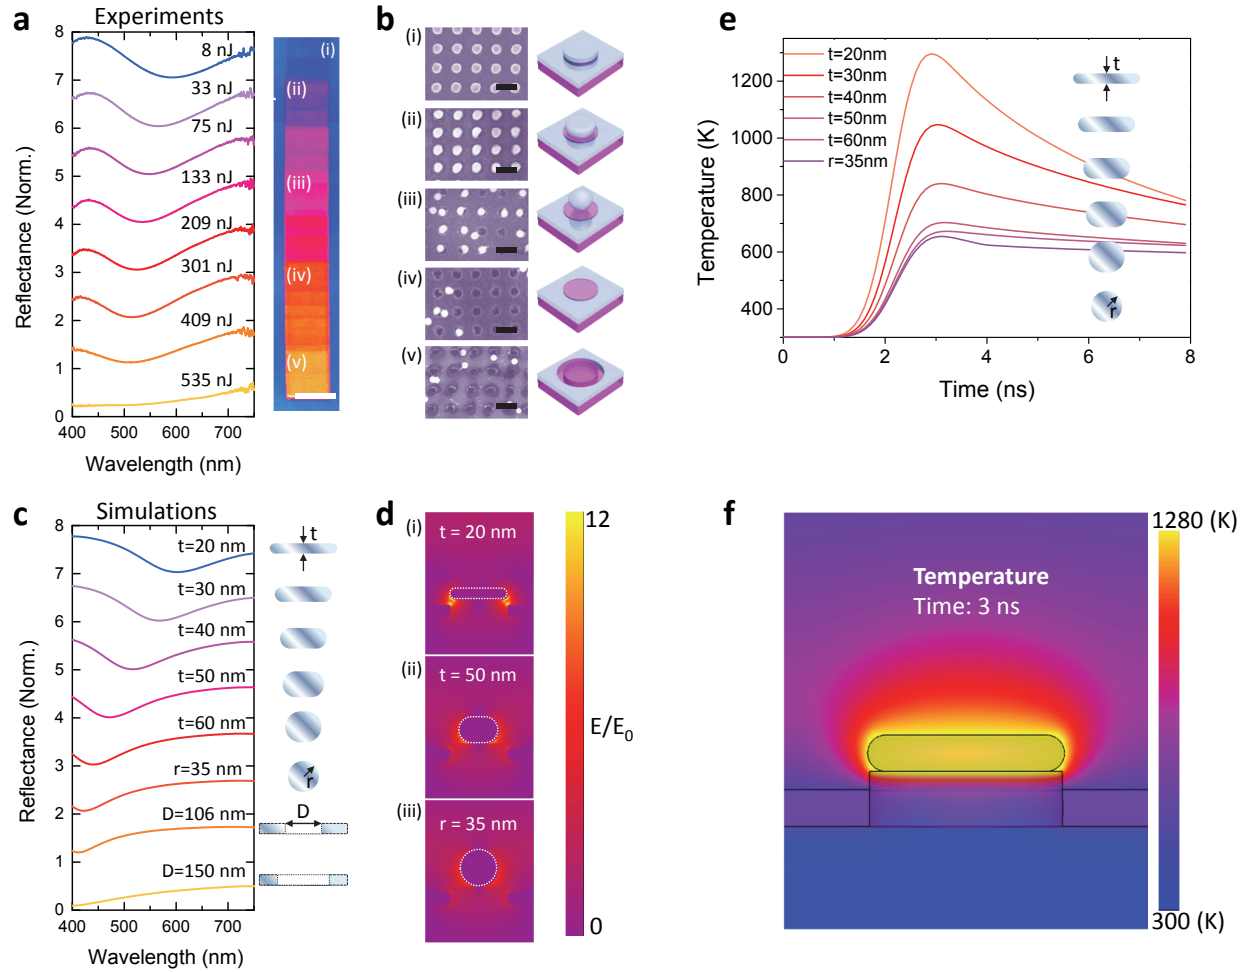 a
Experiments
Reflectance (Norm.)
8
7
6
5
4
3
2
1
0
8 nJ
33 nJ
75 nJ
133 nJ
209 nJ
301 nJ
409 nJ
535 nJ
400 500 600 700
Wavelength (nm)
(i)
(ii)
(iii)
(iv)
(v)
b
(i)
(ii)
(iii)
(iv)
(v)
c
Simulations
Reflectance (Norm.)
8
7
6
5
4
3
2
1
0
t=20 nm
t=30 nm
t=40 nm
t=50 nm
t=60 nm
r=35 nm
D=106 nm
D=150 nm
400 500 600 700
Wavelength (nm)
t
r
D
d
(i)
t = 20 nm
(ii)
t = 50 nm
(iii)
r = 35 nm
12
E/E0
0
e
Temperature (K)
1200
1000
800
600
400
t=20nm
t=30nm
t=40nm
t=50nm
t=60nm
r=35nm
t
r
0 2 4 6 8
Time (ns)
f
Temperature
Time: 3 ns
1280 (K)
300 (K)